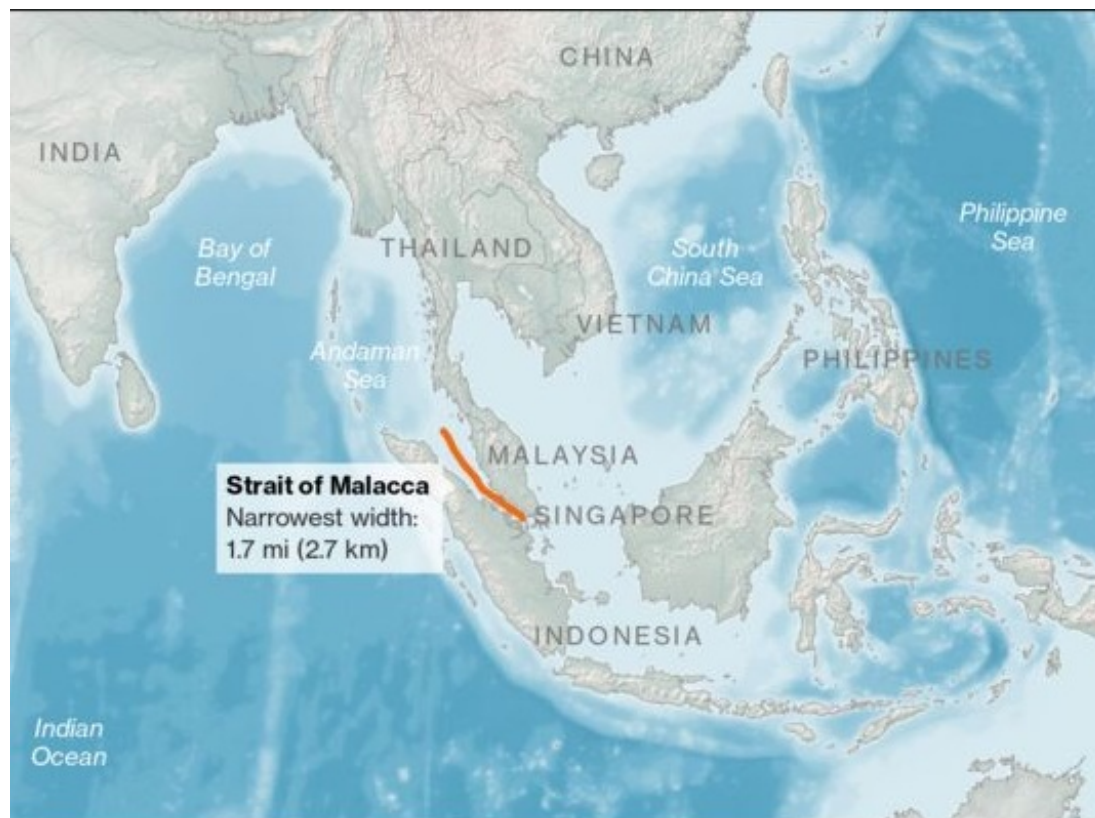 CHINA
INDIA
Philippine
Sea
Bay of
Bengal
THAILAND
South
China Sea
VIETNAM
Andaman
Sea
PHILIPPINES
MALAYSIA
Strait of Malacca
Narrowest width:
1.7 mi (2.7 km)
SINGAPORE
INDONESIA
Indian
Ocean